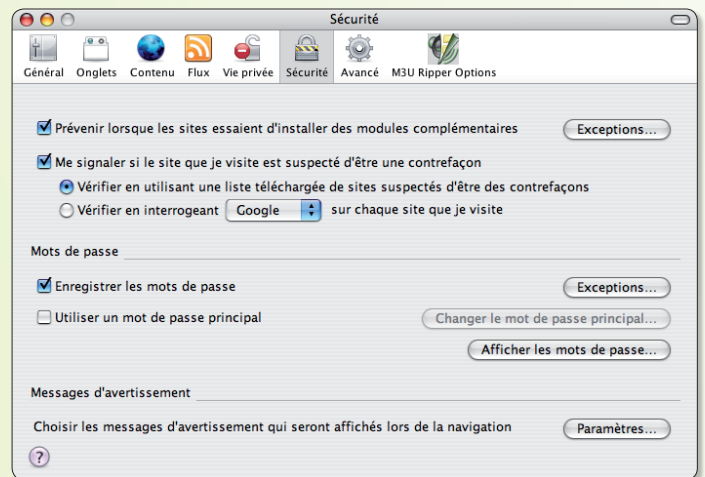 Sécurité
Général Onglets Contenu Flux Vie privée Sécurité Avancé M3U Ripper Options
Prévenir lorsque les sites essaient d'installer des modules complémentaires Exceptions...
Me signaler si le site que je visite est suspecté d'être une contrefaçon
Vérifier en utilisant une liste téléchargée de sites suspectés d'être des contrefaçons
Vérifier en interrogeant Google sur chaque site que je visite
Mots de passe
Enregistrer les mots de passe Exceptions...
Utiliser un mot de passe principal Changer le mot de passe principal...
Afficher les mots de passe...
Messages d'avertissement
Choisir les messages d'avertissement qui seront affichés lors de la navigation Paramètres...
?